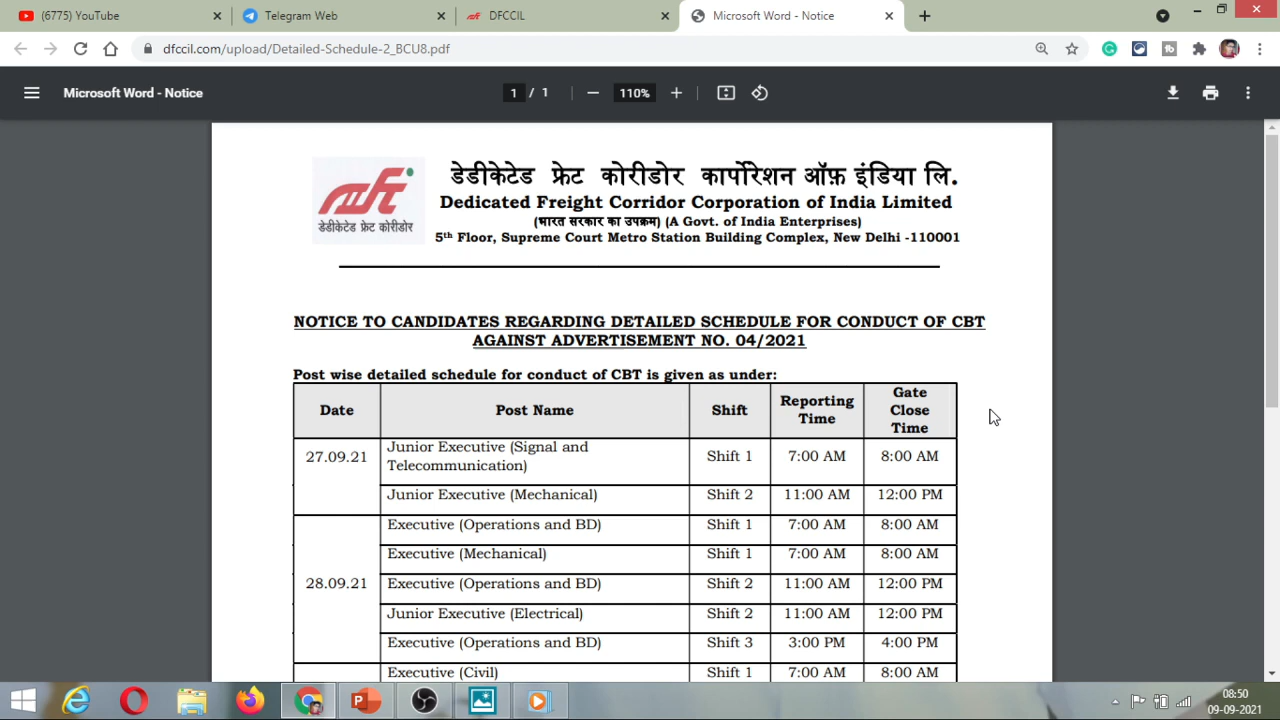 (6775) YouTube
Telegram Web
DFCCIL
Microsoft Word - Notice
dfccil.com/upload/Detailed-Schedule-2_BCU8.pdf
Microsoft Word - Notice
1 / 1
110%
डेडीकेटेड फ्रेट कोरीडोर कार्पोरेशन ऑफ़ इंडिया लि.
Dedicated Freight Corridor Corporation of India Limited
(भारत सरकार का उपक्रम) (A Govt. of India Enterprises)
डेडीकेटेड फ्रेट कोरीडोर
5th Floor, Supreme Court Metro Station Building Complex, New Delhi -110001
NOTICE TO CANDIDATES REGARDING DETAILED SCHEDULE FOR CONDUCT OF CBT
AGAINST ADVERTISEMENT NO. 04/2021
Post wise detailed schedule for conduct of CBT is given as under:
Date Post Name Shift Reporting Time Gate Close Time
27.09.21 Junior Executive (Signal and Telecommunication) Shift 1 7:00 AM 8:00 AM
Junior Executive (Mechanical) Shift 2 11:00 AM 12:00 PM
Executive (Operations and BD) Shift 1 7:00 AM 8:00 AM
Executive (Mechanical) Shift 1 7:00 AM 8:00 AM
28.09.21 Executive (Operations and BD) Shift 2 11:00 AM 12:00 PM
Junior Executive (Electrical) Shift 2 11:00 AM 12:00 PM
Executive (Operations and BD) Shift 3 3:00 PM 4:00 PM
Executive (Civil) Shift 1 7:00 AM 8:00 AM
08:50
09-09-2021